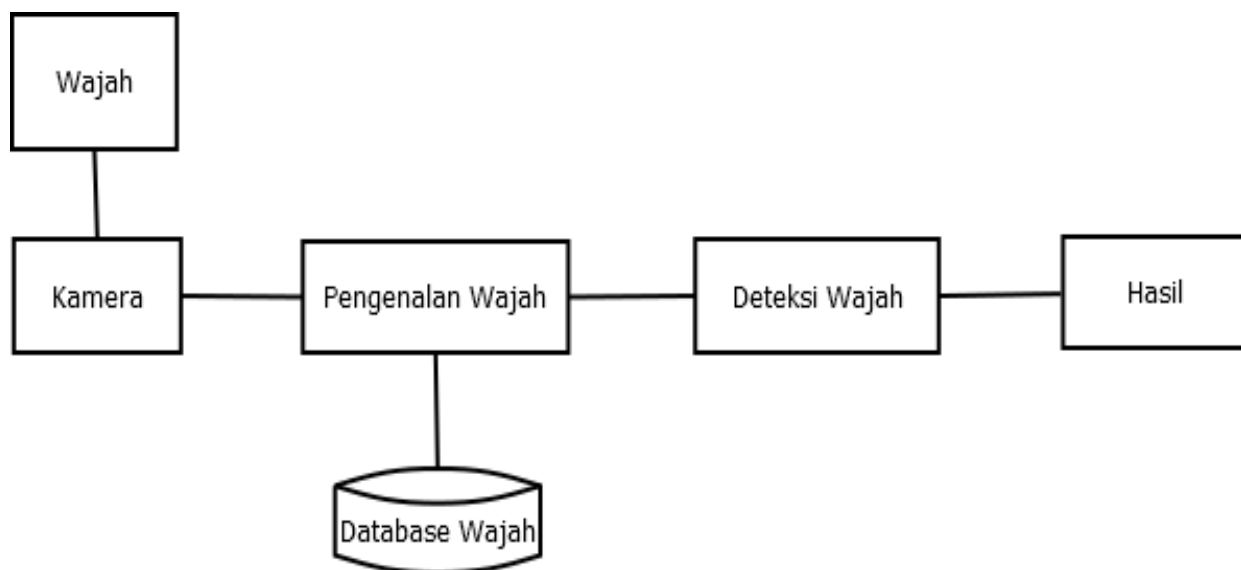 Wajah
Kamera
Pengenalan Wajah
Deteksi Wajah
Hasil
Database Wajah